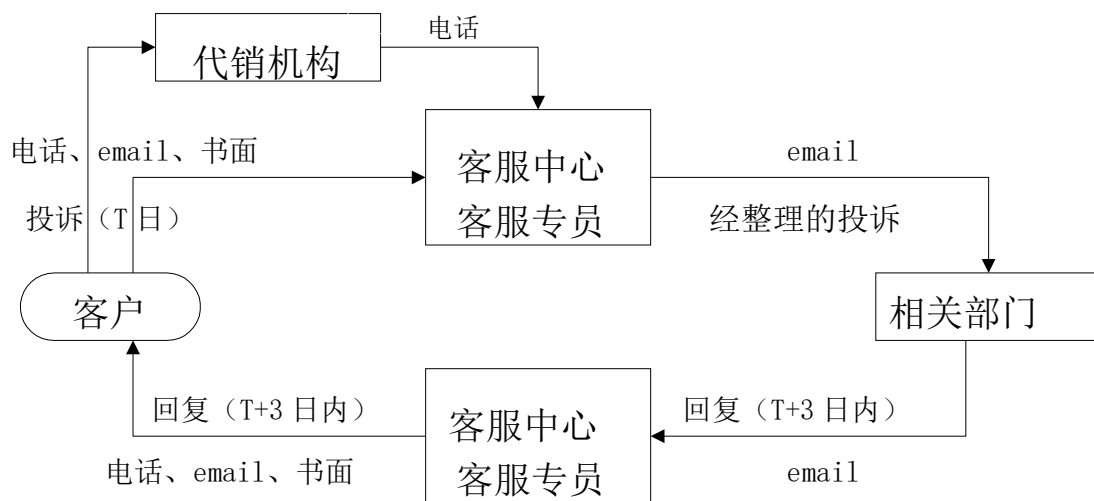 电话
代销机构
电话、email、书面
email
客服中心
客服专员
投诉（T 日）
经整理的投诉
客户
相关部门
回复（T+3 日内）
回复（T+3 日内）
客服中心
客服专员
电话、email、书面
email